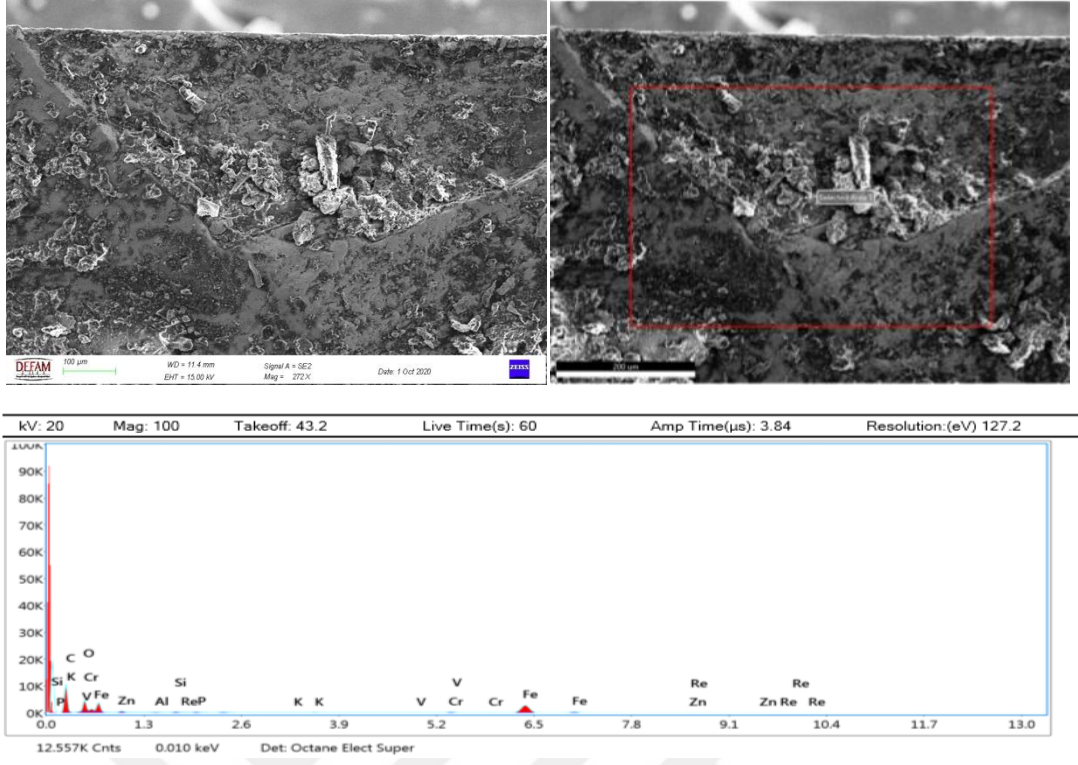 DEFAM
100 µm
WD = 11.4 mm
EHT = 15.00 kV
Signal A = SE2
Mag = 272 X
Date: 1 Oct 2020
ZEISS
200 um
kV: 20 Mag: 100 Takeoff: 43.2 Live Time(s): 60 Amp Time(µs): 3.84 Resolution:(eV) 127.2
100K
90K
80K
70K
60K
50K
40K
30K
20K
10K
0K
C O
Si K Cr Si V Re Re
P V Fe Zn Al Re P K K V Cr Cr Fe Fe Zn Zn Re Re
0.0 1.3 2.6 3.9 5.2 6.5 7.8 9.1 10.4 11.7 13.0
12.557K Cnts 0.010 keV Det: Octane Elect Super